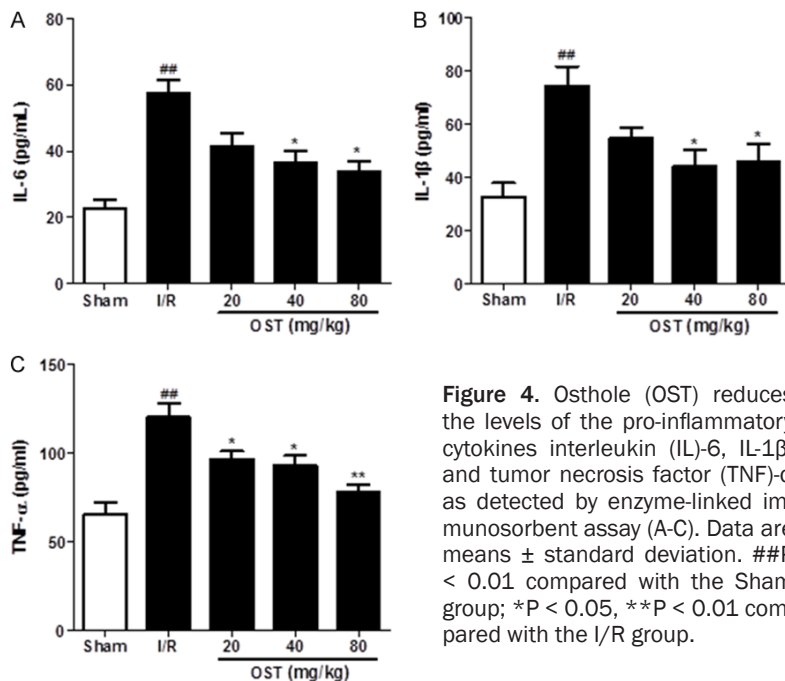 A
80
60
40
20
0
IL-6 (pg/mL)
##
*
*
Sham
I/R
20
40
80
OST (mg/kg)
B
100
80
60
40
20
0
IL-1β (pg/ml)
##
*
*
Sham
I/R
20
40
80
OST (mg/kg)
C
150
100
50
0
TNF-α (pg/ml)
##
*
*
**
Sham
I/R
20
40
80
OST (mg/kg)
Figure 4. Osthole (OST) reduces
the levels of the pro-inflammatory
cytokines interleukin (IL)-6, IL-1β
and tumor necrosis factor (TNF)-α
as detected by enzyme-linked im
munosorbent assay (A-C). Data are
means ± standard deviation. ##P
< 0.01 compared with the Sham
group; *P < 0.05, **P < 0.01 com
pared with the I/R group.